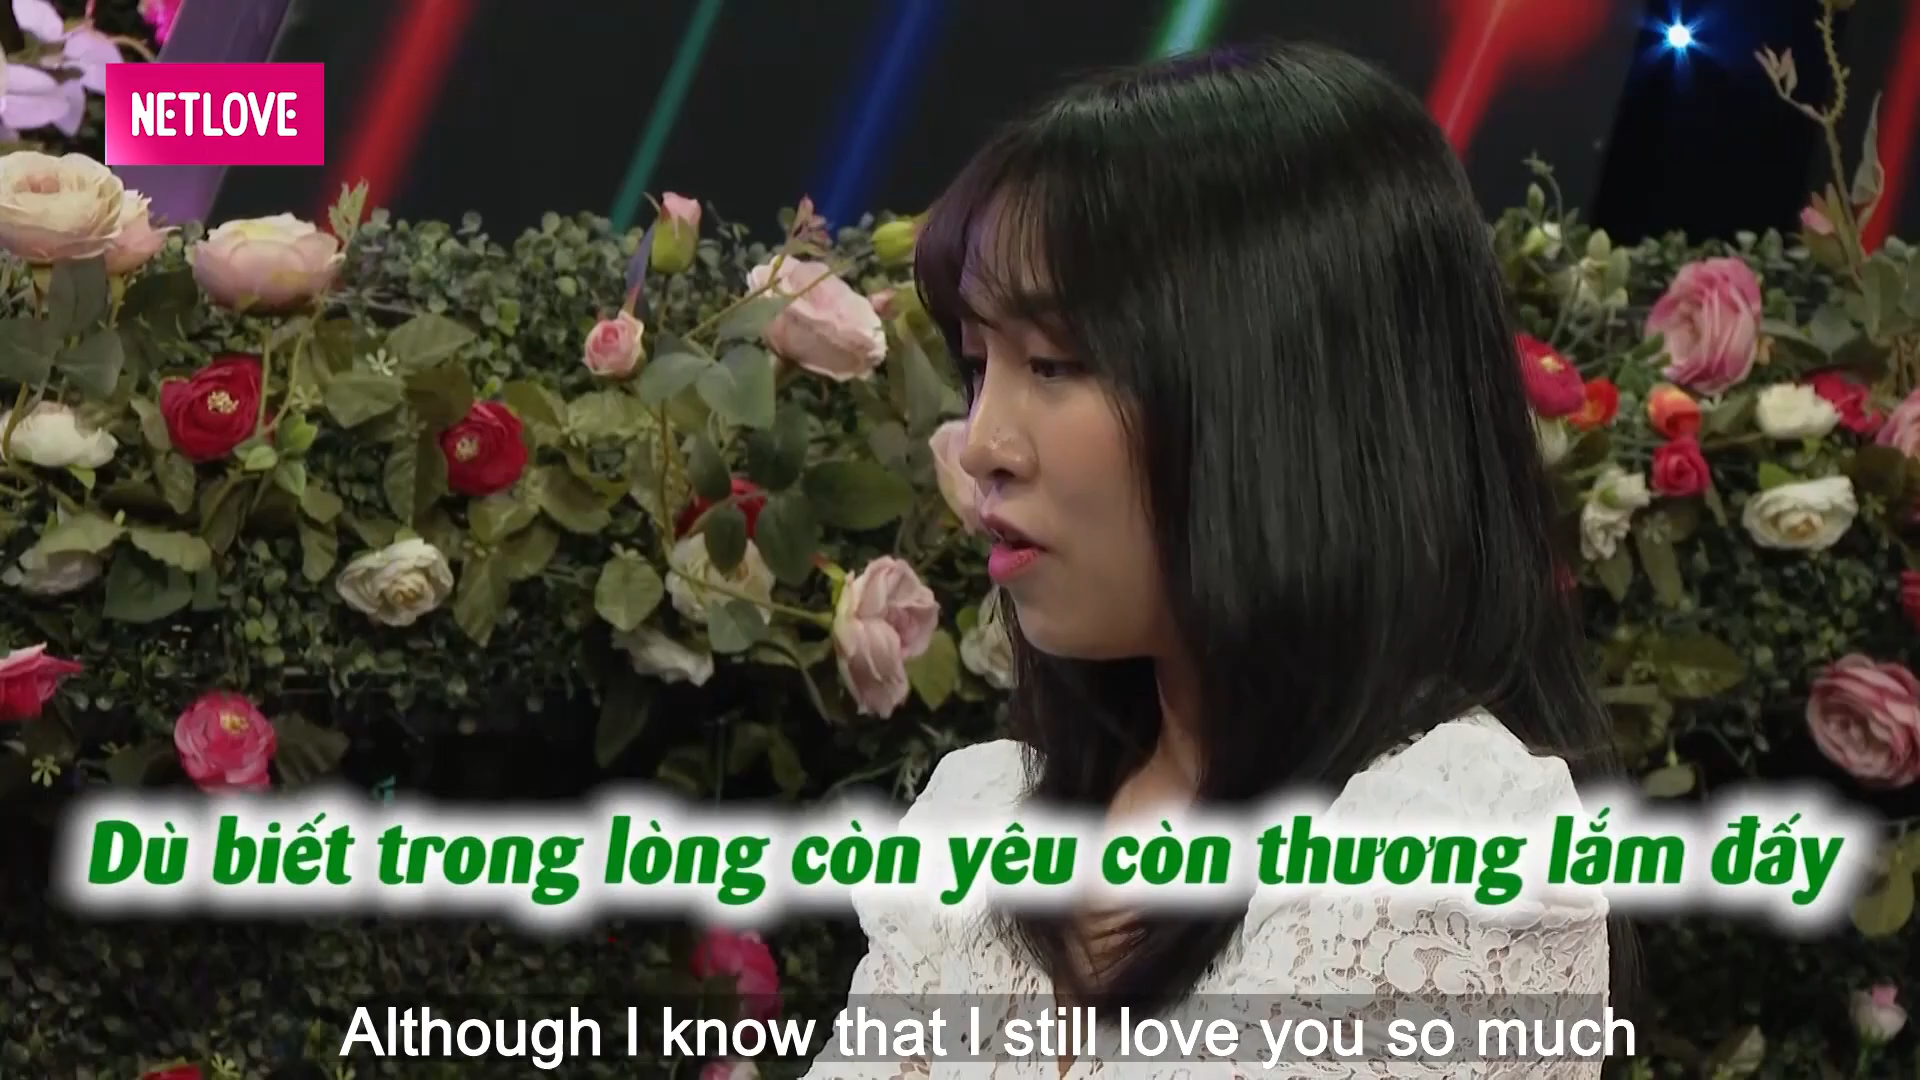 NETLOVE
Dù biết trong lòng còn yêu còn thương lắm đấy
Although I know that I still love you so much